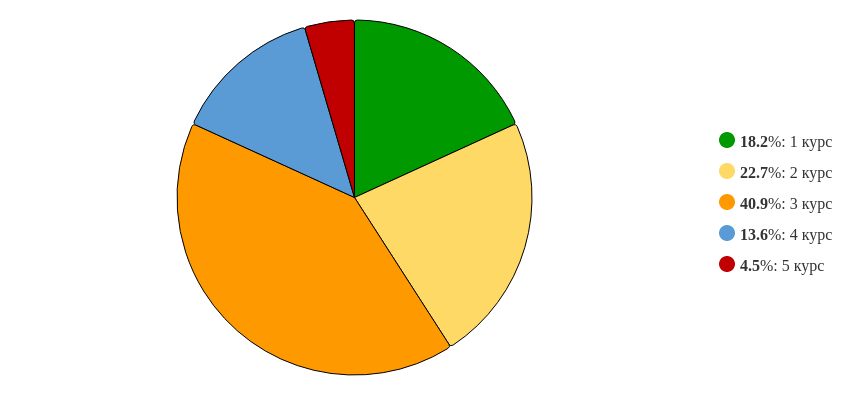 18.2%: 1 курс
22.7%: 2 курс
40.9%: 3 курс
13.6%: 4 курс
4.5%: 5 курс